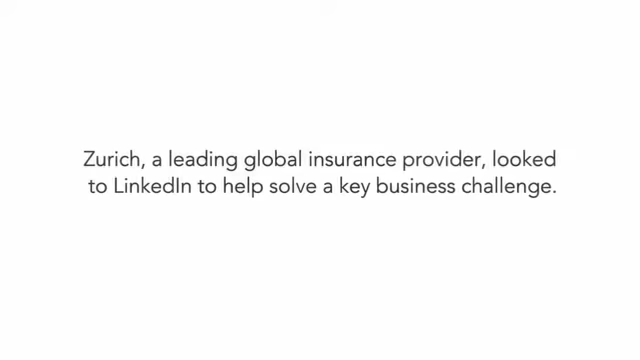 Zurich, a leading global insurance provider, looked
to LinkedIn to help solve a key business challenge.